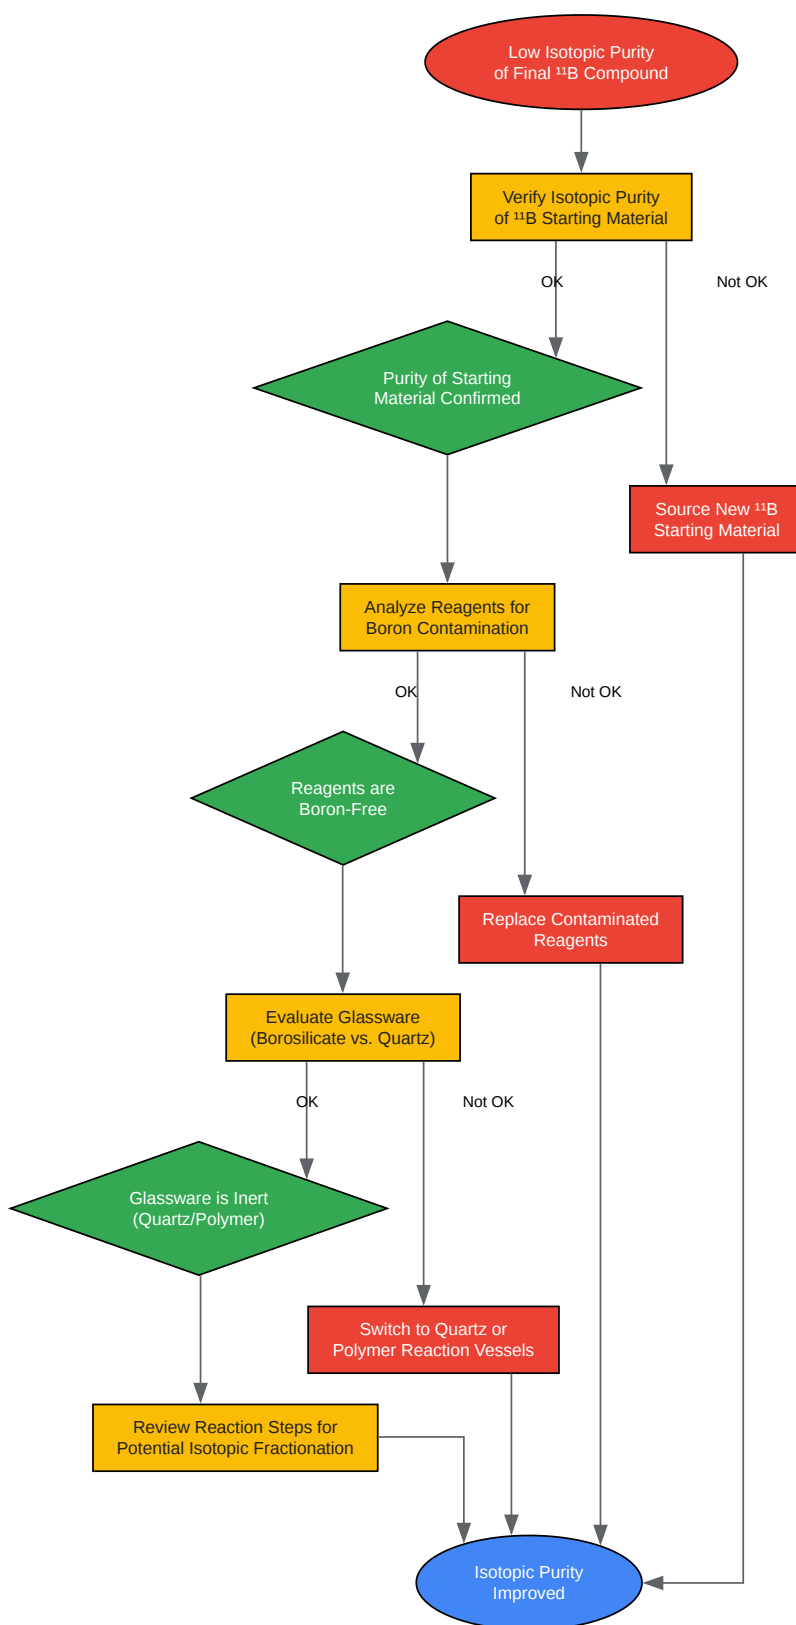 Low Isotopic Purity
of Final ¹¹B Compound
Verify Isotopic Purity
of ¹¹B Starting Material
OK
Not OK
Purity of Starting
Material Confirmed
Source New ¹¹B
Starting Material
Analyze Reagents for
Boron Contamination
OK
Not OK
Reagents are
Boron-Free
Replace Contaminated
Reagents
Evaluate Glassware
(Borosilicate vs. Quartz)
OK
Not OK
Glassware is Inert
(Quartz/Polymer)
Switch to Quartz or
Polymer Reaction Vessels
Review Reaction Steps for
Potential Isotopic Fractionation
Isotopic Purity
Improved